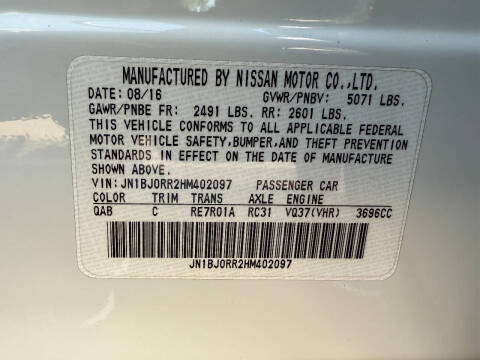 MANUFACTURED BY NISSAN MOTOR CO.,LTD.
DATE: 08/16 GVWR/PNBV: 5071 LBS.
GAWR/PNBE FR: 2491 LBS. RR: 2601 LBS.
THIS VEHICLE CONFORMS TO ALL APPLICABLE FEDERAL
MOTOR VEHICLE SAFETY,BUMPER,AND THEFT PREVENTION
STANDARDS IN EFFECT ON THE DATE OF MANUFACTURE
SHOWN ABOVE.
VIN: JN1BJ0RR2HM402097 PASSENGER CAR
COLOR TRIM TRANS AXLE ENGINE
QAB C RE7R01A RC31 VQ37(VHR) 3696CC
JN1BJ0RR2HM402097